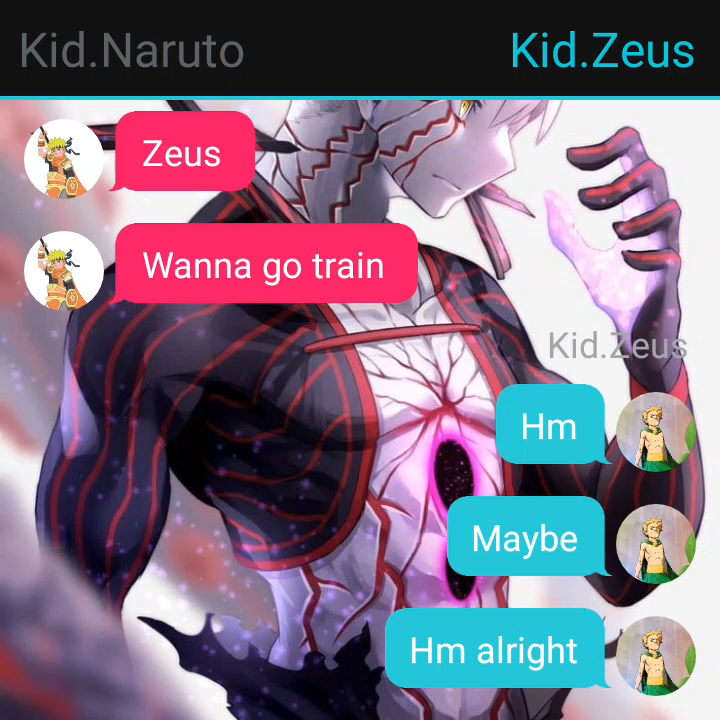 Kid.Naruto
Kid.Zeus
Zeus
Wanna go train
Kid.Zeus
Hm
Maybe
Hm alright